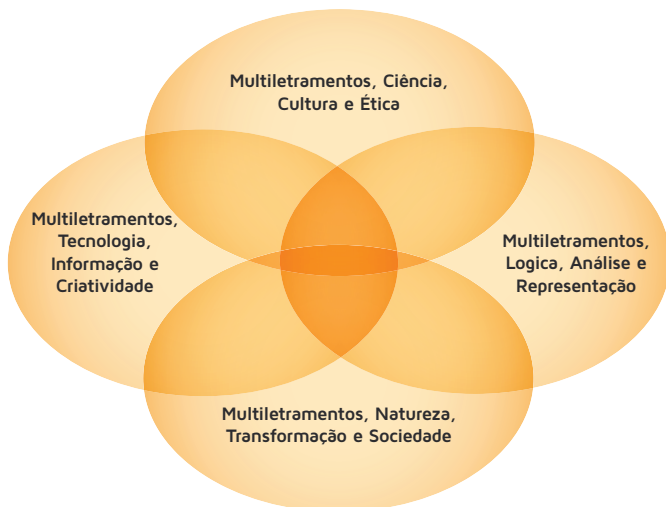 Multiletramentos, Ciência,
Cultura e Ética
Multiletramentos,
Tecnologia,
Informação e
Criatividade
Multiletramentos,
Logica, Análise e
Representação
Multiletramentos, Natureza,
Transformação e Sociedade